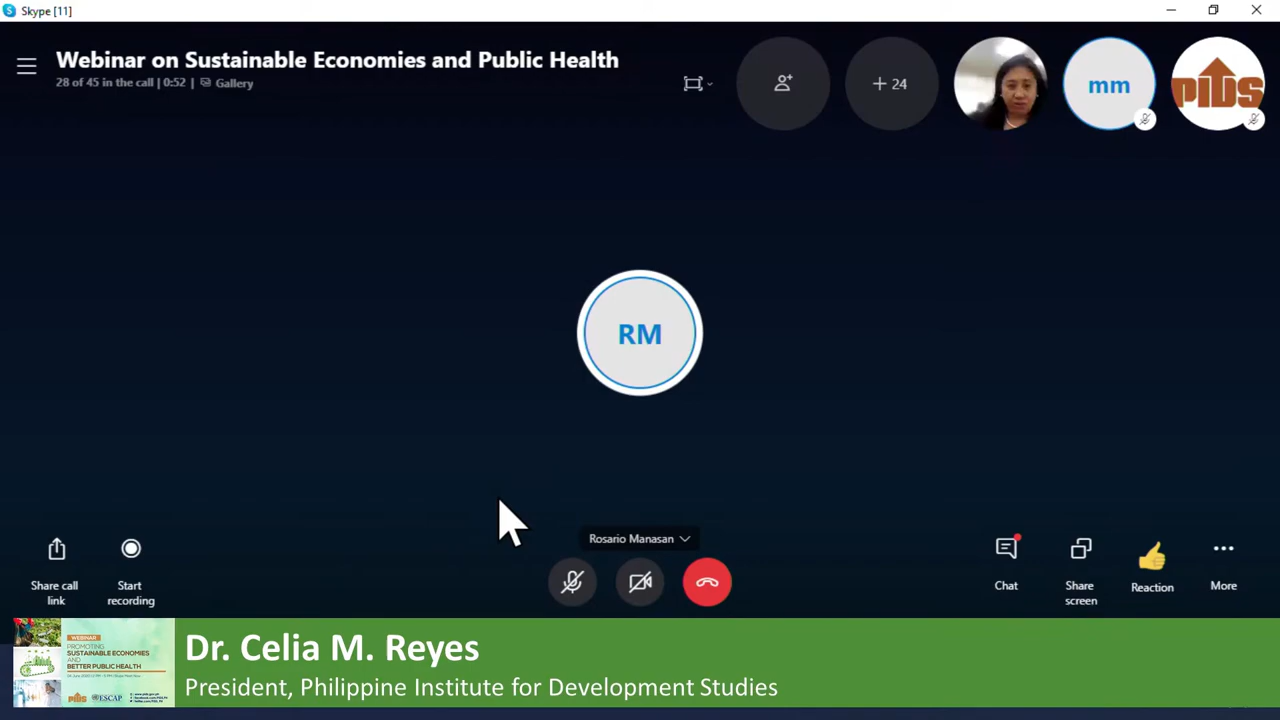 Skype [11]
Webinar on Sustainable Economies and Public Health
28 of 45 in the call | 0:52 | Gallery
+ 24
mm
PIDS
RM
Rosario Manasan
Share call
link
Start
recording
Chat
Share
screen
Reaction
More
WEBINAR
PROMOTING
SUSTAINABLE ECONOMIES
AND
BETTER PUBLIC HEALTH
PIDS
ESCAP
Dr. Celia M. Reyes
President, Philippine Institute for Development Studies